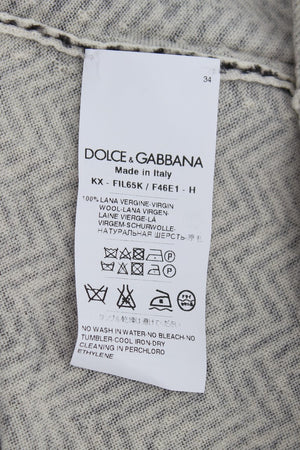 34
DOLCE & GABBANA
Made in Italy
KX - FIL65K / F46E1 - H
100% LANA VERGINE-VIRGIN
WOOL-LANA VIRGEN-
LAINE VIERGE-LÃ
VIRGEM-SCHURWOLLE-
НАТУРАЛЬНАЯ ШЕРСТЬ-羊毛
NO WASH IN WATER-NO BLEACH-NO
TUMBLER-COOL IRON-DRY
CLEANING IN PERCHLORO
ETHYLENE